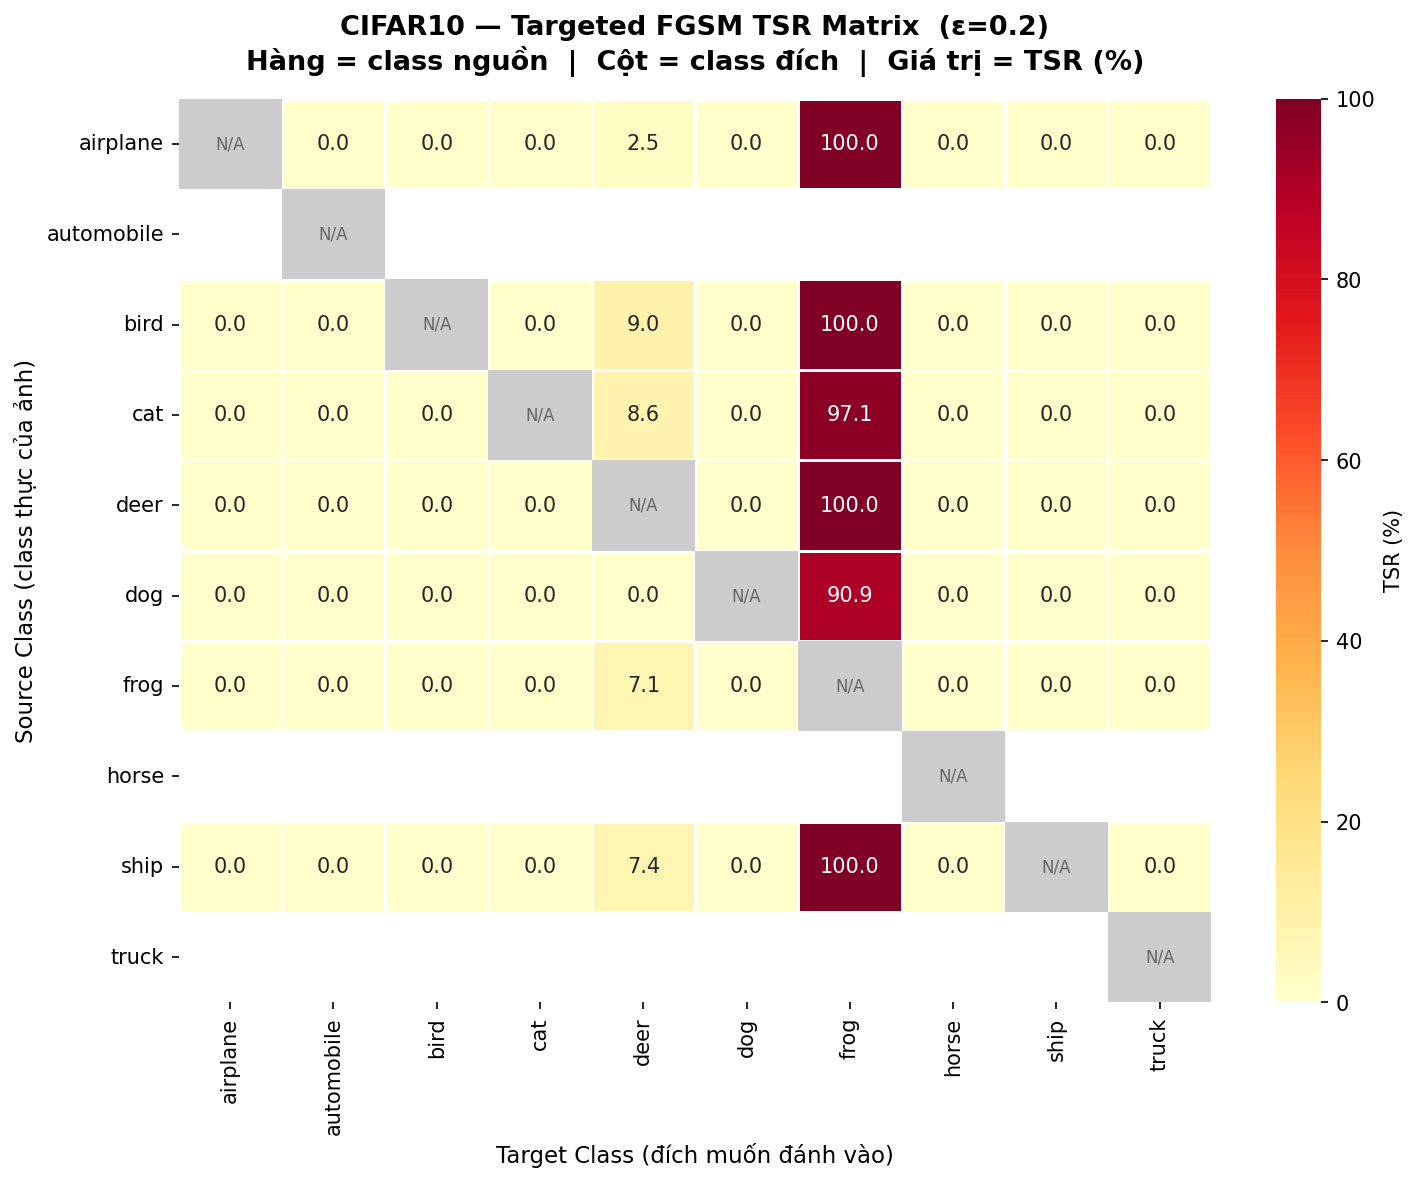 CIFAR10 — Targeted FGSM TSR Matrix (ε=0.2)
Hàng = class nguồn | Cột = class đích | Giá trị = TSR (%)
airplane N/A 0.0 0.0 0.0 2.5 0.0 100.0 0.0 0.0 0.0
automobile N/A
bird 0.0 0.0 N/A 0.0 9.0 0.0 100.0 0.0 0.0 0.0
cat 0.0 0.0 0.0 N/A 8.6 0.0 97.1 0.0 0.0 0.0
deer 0.0 0.0 0.0 0.0 N/A 0.0 100.0 0.0 0.0 0.0
dog 0.0 0.0 0.0 0.0 0.0 N/A 90.9 0.0 0.0 0.0
frog 0.0 0.0 0.0 0.0 7.1 0.0 N/A 0.0 0.0 0.0
horse N/A
ship 0.0 0.0 0.0 0.0 7.4 0.0 100.0 0.0 N/A 0.0
truck N/A
airplane automobile bird cat deer dog frog horse ship truck
Target Class (đích muốn đánh vào)
Source Class (class thực của ảnh)
100
80
60
40
20
0
TSR (%)